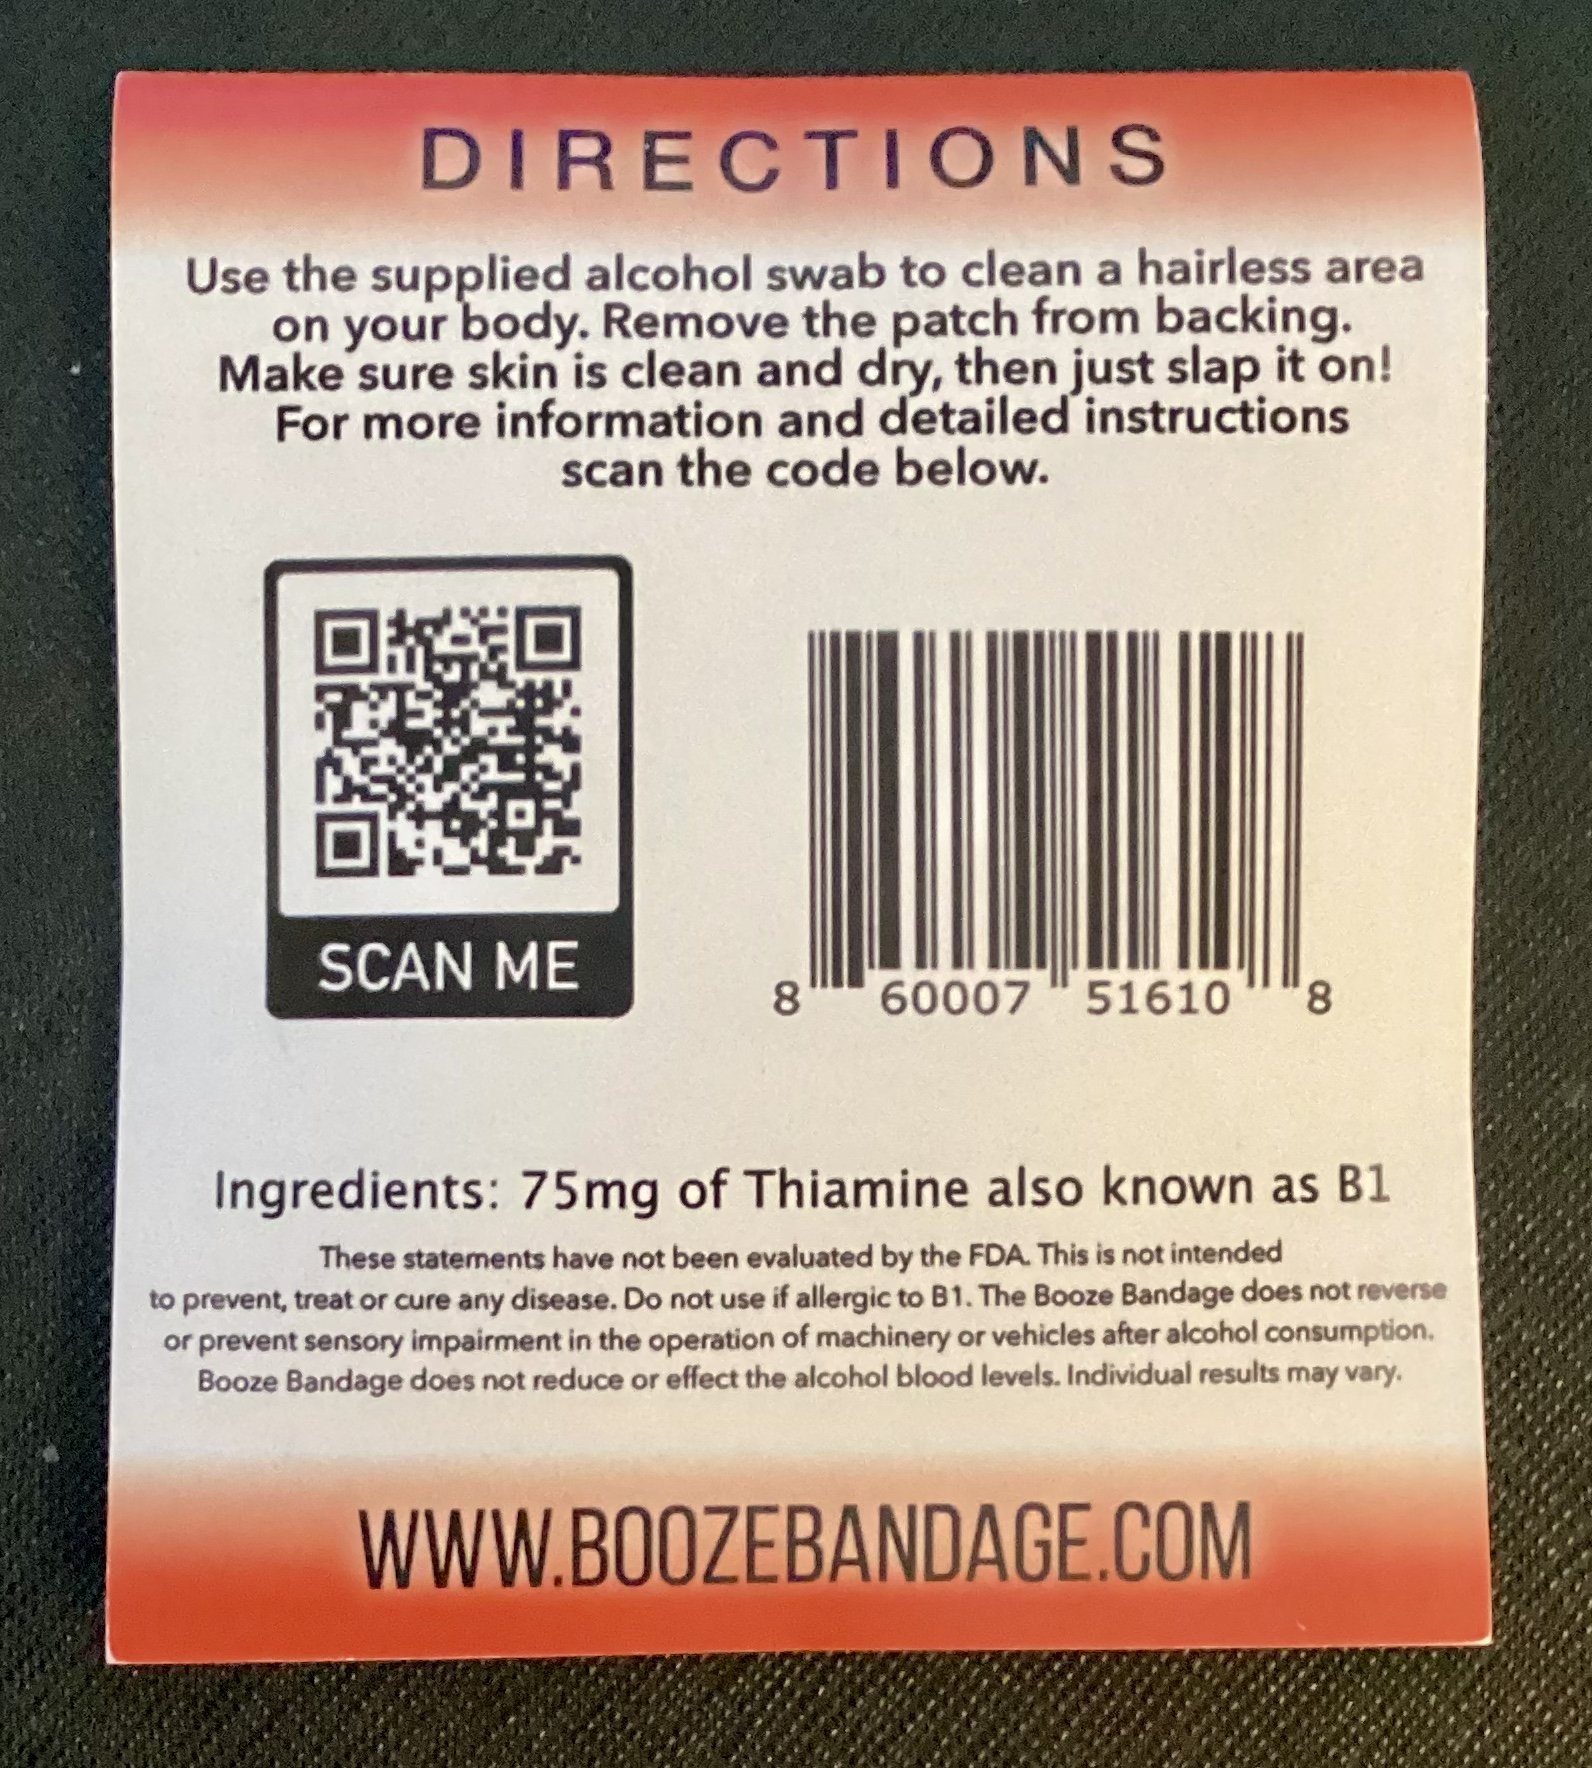 DIRECTIONS
Use the supplied alcohol swab to clean a hairless area
on your body. Remove the patch from backing.
Make sure skin is clean and dry, then just slap it on!
For more information and detailed instructions
scan the code below.
SCAN ME
8 60007 51610 8
Ingredients: 75mg of Thiamine also known as B1
These statements have not been evaluated by the FDA. This is not intended
to prevent, treat or cure any disease. Do not use if allergic to B1. The Booze Bandage does not reverse
or prevent sensory impairment in the operation of machinery or vehicles after alcohol consumption.
Booze Bandage does not reduce or effect the alcohol blood levels. Individual results may vary.
WWW.BOOZEBANDAGE.COM